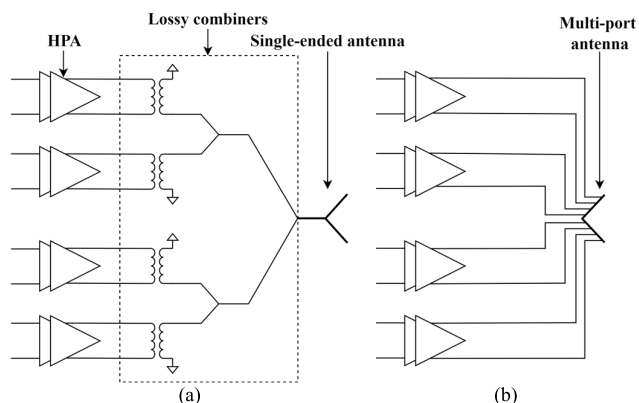 Lossy combiners
HPA
Single-ended antenna
Multi-port
antenna
(a)
(b)